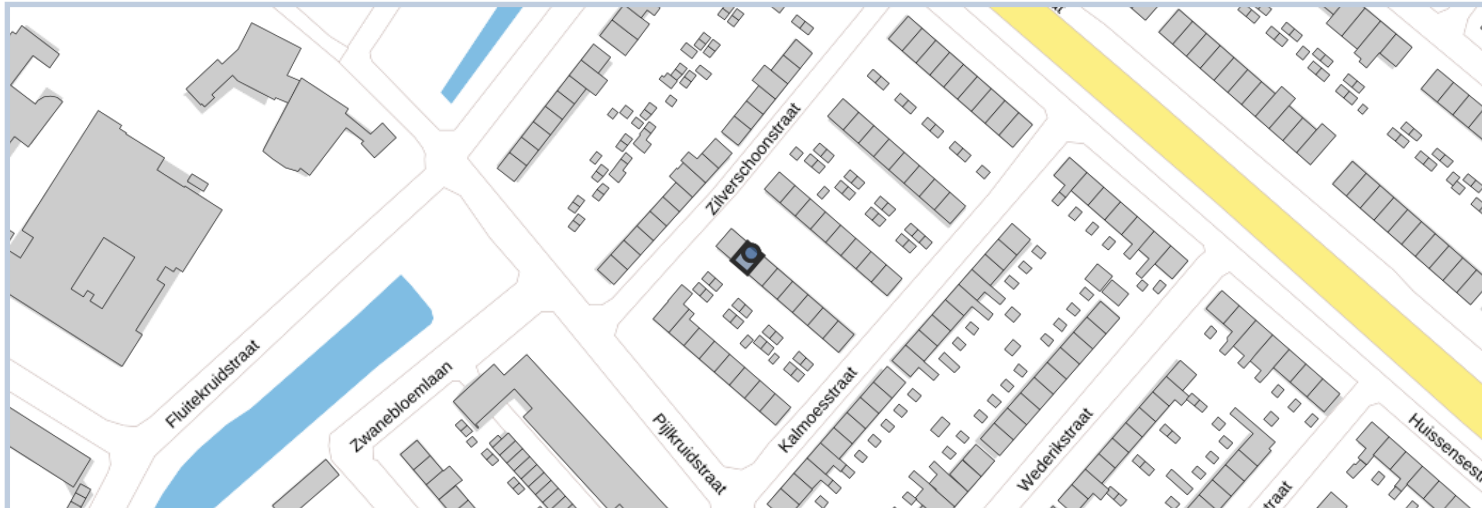 Zilverschoonstraat
Fluitekruidstraat
Zwanebloemlaan
Pijlkruidstraat
Kalmoesstraat
Wederikstraat